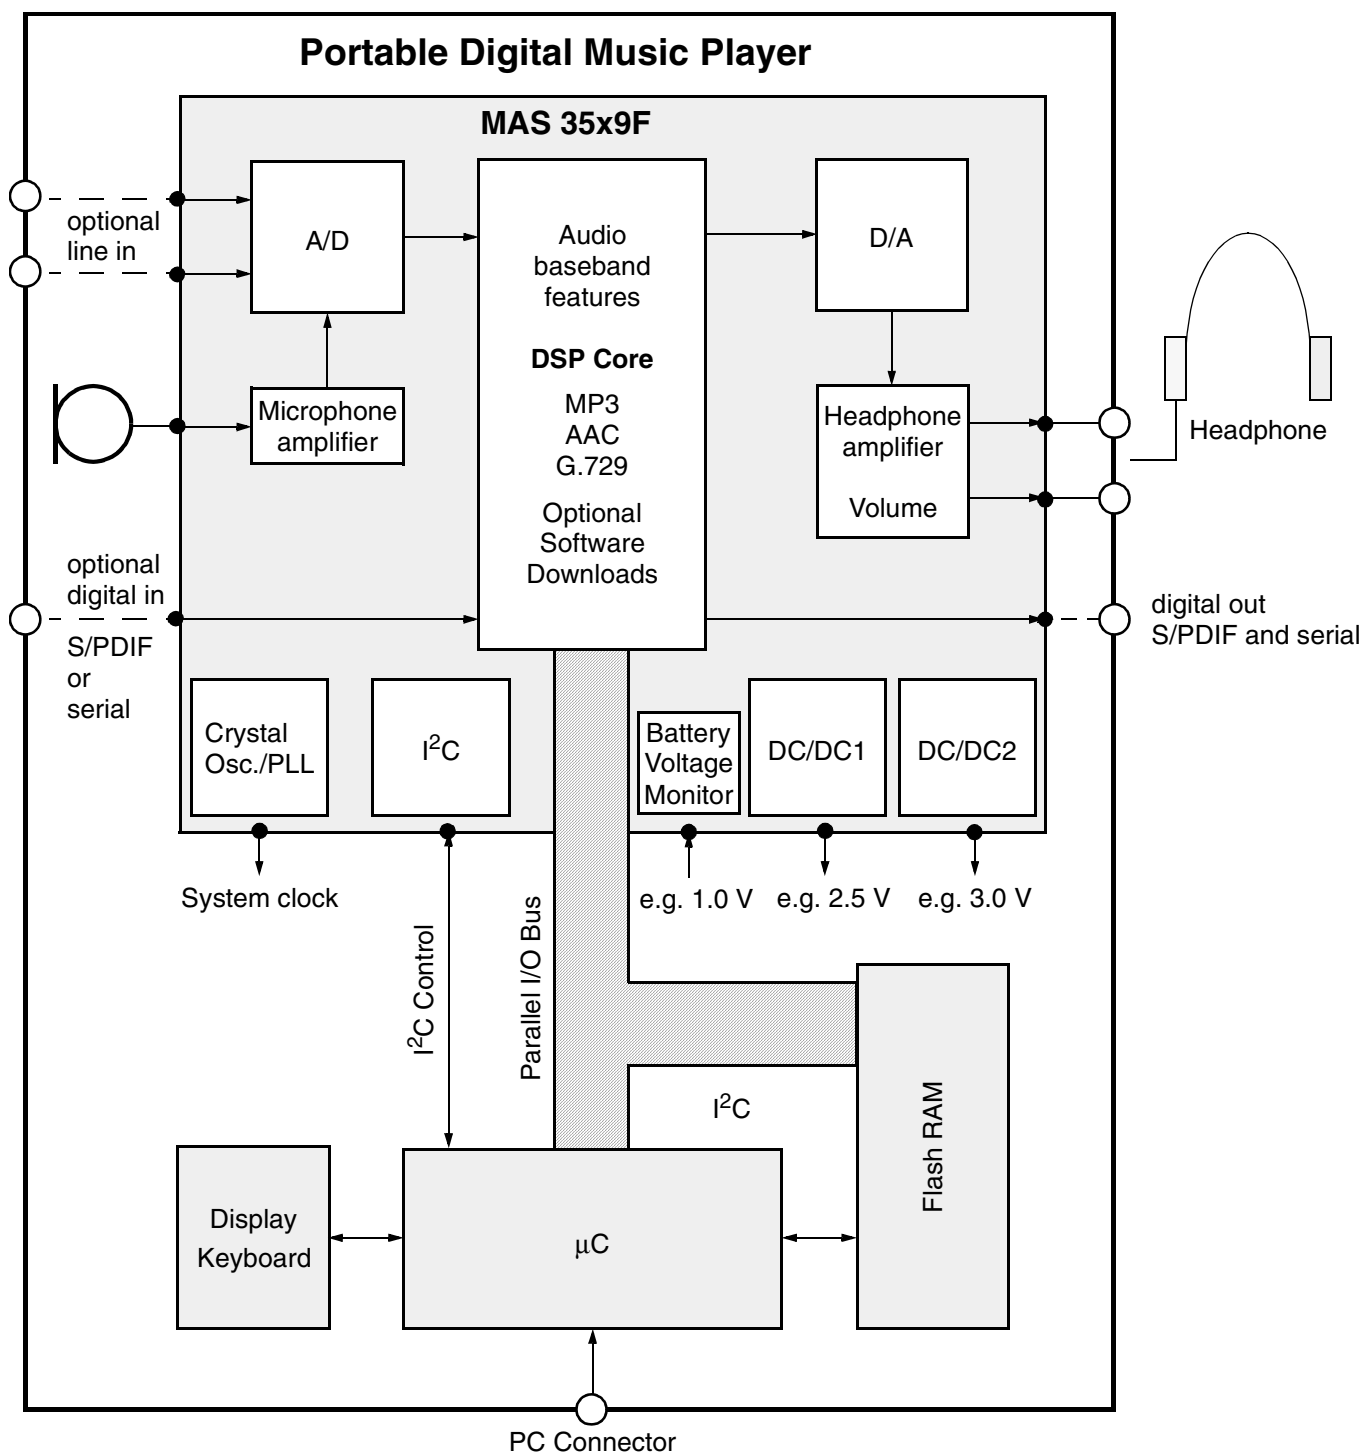 Portable Digital Music Player
MAS 35x9F
optional
line in
A/D
Audio
baseband
features
DSP Core
MP3
AAC
G.729
Optional
Software
Downloads
D/A
Microphone
amplifier
Headphone
amplifier
Volume
Headphone
optional
digital in
S/PDIF
or
serial
digital out
S/PDIF and serial
Crystal
Osc./PLL
I²C
Battery
Voltage
Monitor
DC/DC1
DC/DC2
System clock
e.g. 1.0 V
e.g. 2.5 V
e.g. 3.0 V
I²C Control
Parallel I/O Bus
I²C
Flash RAM
Display
Keyboard
µC
PC Connector